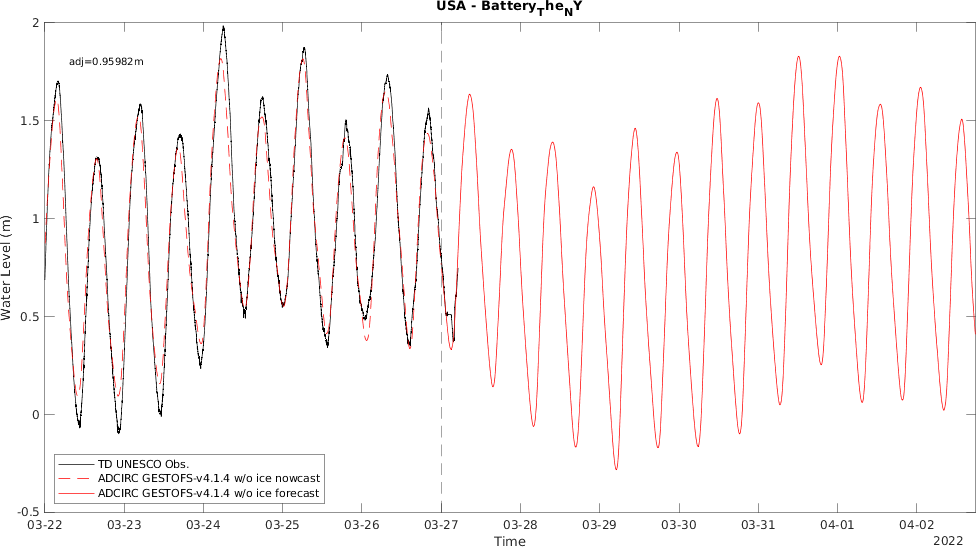 USA - Battery_The_NY
adj=0.95982m
2
1.5
1
0.5
0
-0.5
Water Level (m)
TD UNESCO Obs.
ADCIRC GESTOFS-v4.1.4 w/o ice nowcast
ADCIRC GESTOFS-v4.1.4 w/o ice forecast
03-22 03-23 03-24 03-25 03-26 03-27 03-28 03-29 03-30 03-31 04-01 04-02
Time
2022